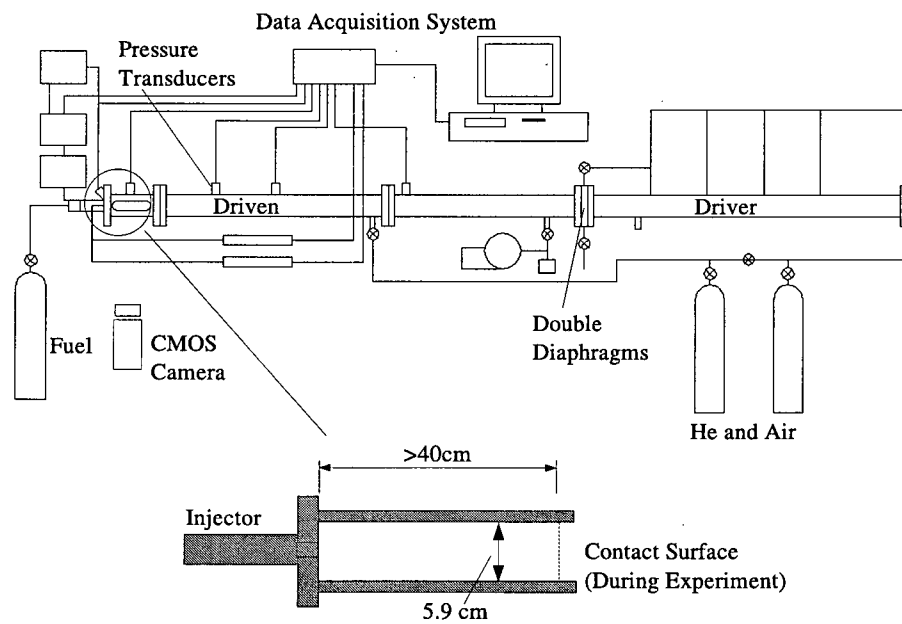 Data Acquisition System
Pressure
Transducers
Driven
Driver
Fuel
CMOS
Camera
Double
Diaphragms
He and Air
>40cm
Injector
Contact Surface
(During Experiment)
5.9 cm